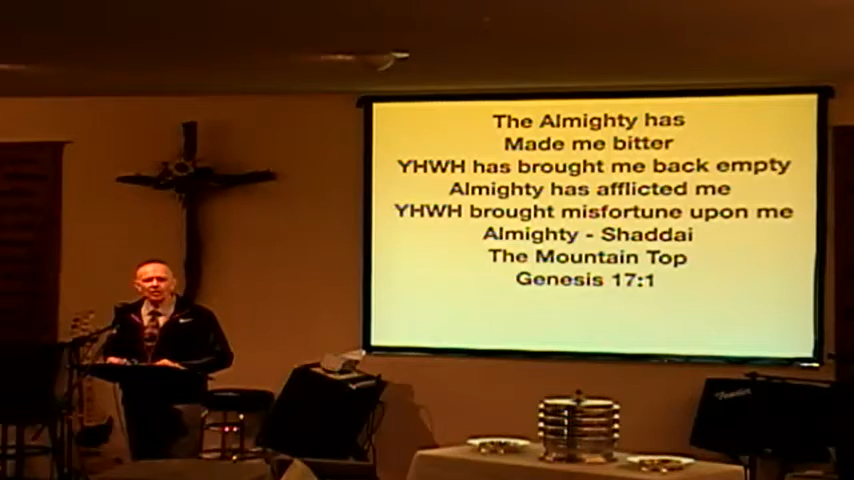 The Almighty has
Made me bitter
YHWH has brought me back empty
Almighty has afflicted me
YHWH brought misfortune upon me
Almighty - Shaddai
The Mountain Top
Genesis 17:1
Fender